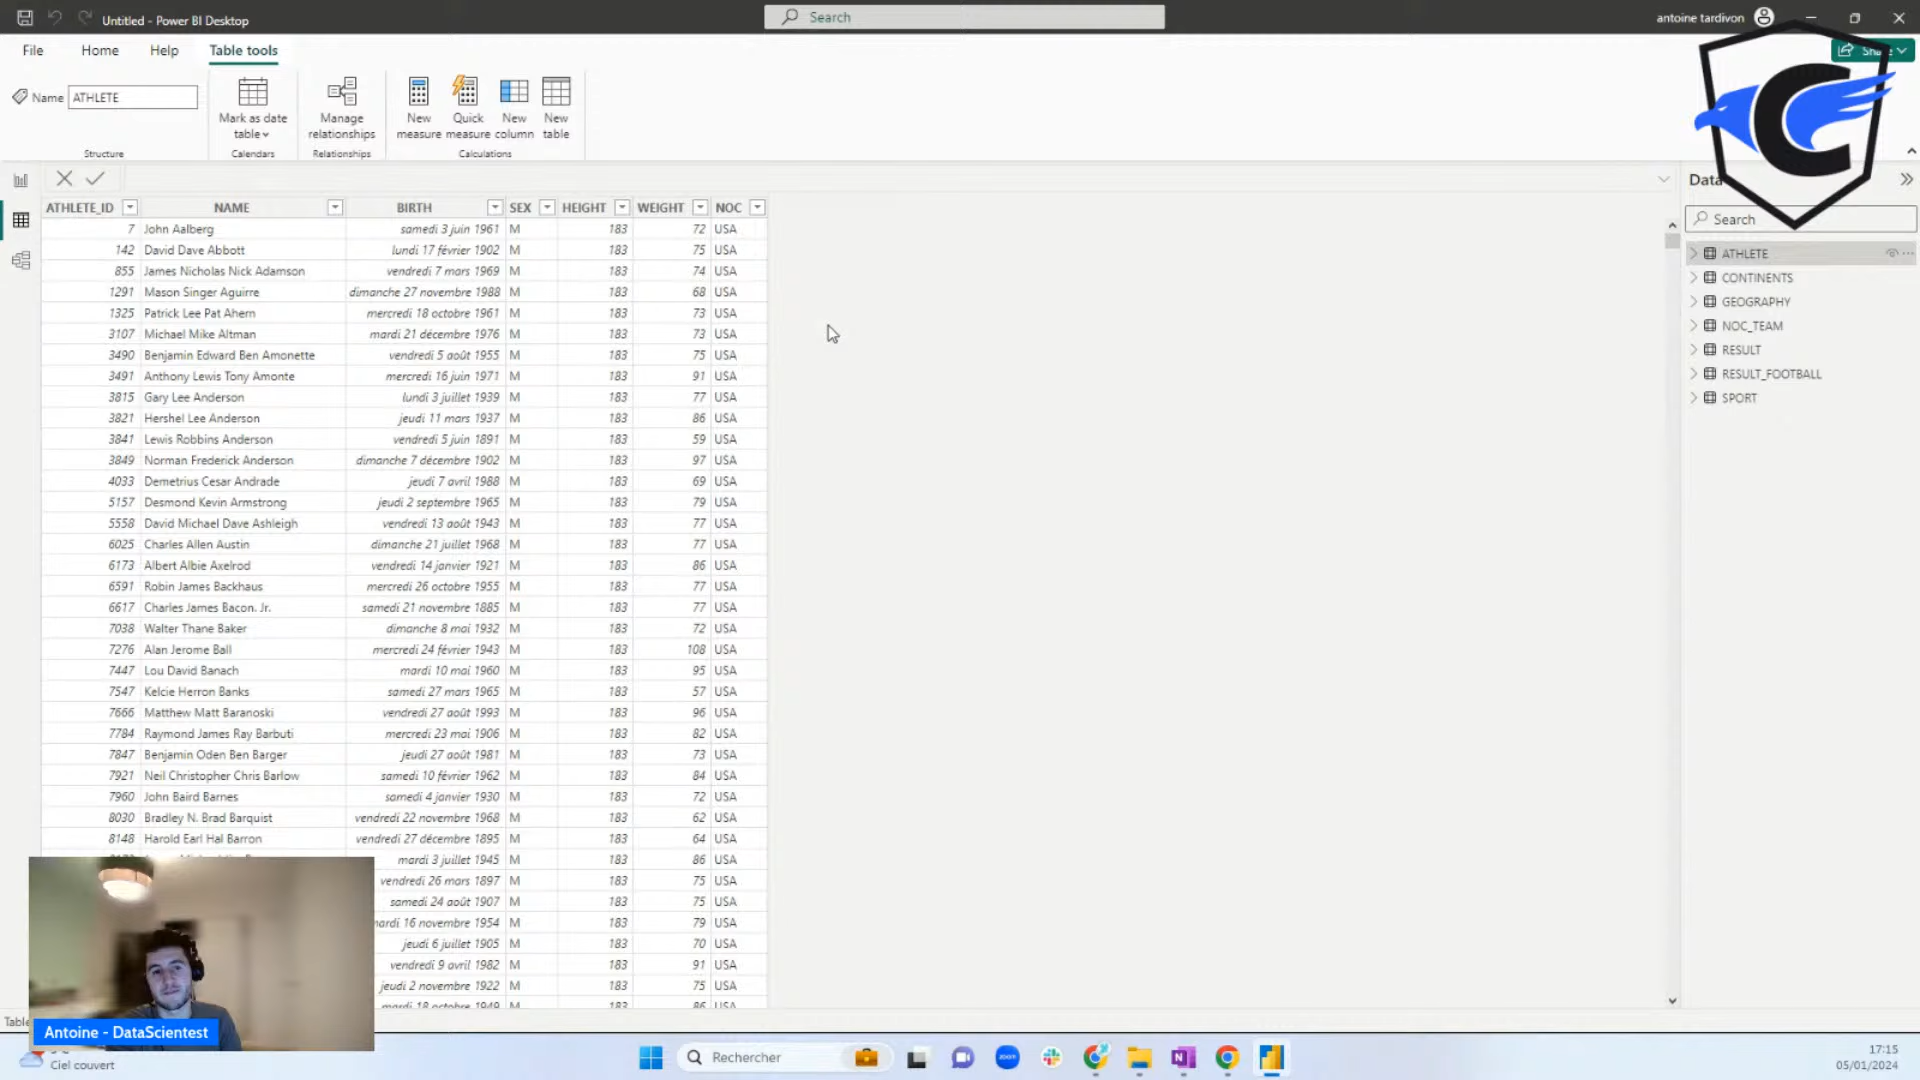 Untitled - Power BI Desktop
Search
antoine tardivon
File Home Help Table tools
Share
Name ATHLETE
Mark as date table
Manage relationships
New measure
Quick measure
New column
New table
Structure
Calendars
Relationships
Calculations
C
Data
Search
ATHLETE
CONTINENTS
GEOGRAPHY
NOC_TEAM
RESULT
RESULT_FOOTBALL
SPORT
ATHLETE_ID NAME BIRTH SEX HEIGHT WEIGHT NOC
7 John Aalberg samedi 3 juin 1961 M 183 72 USA
142 David Dave Abbott lundi 17 février 1902 M 183 75 USA
855 James Nicholas Nick Adamson vendredi 7 mars 1969 M 183 74 USA
1291 Mason Singer Aguirre dimanche 27 novembre 1988 M 183 68 USA
1325 Patrick Lee Pat Ahern mercredi 18 octobre 1961 M 183 73 USA
3107 Michael Mike Altman mardi 21 décembre 1976 M 183 73 USA
3490 Benjamin Edward Ben Amonette vendredi 5 août 1955 M 183 75 USA
3491 Anthony Lewis Tony Amonte mercredi 16 juin 1971 M 183 91 USA
3815 Gary Lee Anderson lundi 3 juillet 1939 M 183 77 USA
3821 Hershel Lee Anderson jeudi 11 mars 1937 M 183 86 USA
3841 Lewis Robbins Anderson vendredi 5 juin 1891 M 183 59 USA
3849 Norman Frederick Anderson dimanche 7 décembre 1902 M 183 97 USA
4033 Demetrius Cesar Andrade jeudi 7 avril 1988 M 183 69 USA
5157 Desmond Kevin Armstrong jeudi 2 septembre 1965 M 183 79 USA
5558 David Michael Dave Ashleigh vendredi 13 août 1943 M 183 77 USA
6025 Charles Allen Austin dimanche 21 juillet 1968 M 183 77 USA
6173 Albert Albie Axelrod vendredi 14 janvier 1921 M 183 86 USA
6591 Robin James Backhaus mercredi 26 octobre 1955 M 183 77 USA
6617 Charles James Bacon. Jr. samedi 21 novembre 1885 M 183 77 USA
7038 Walter Thane Baker dimanche 8 mai 1932 M 183 72 USA
7276 Alan Jerome Ball mercredi 24 février 1943 M 183 108 USA
7447 Lou David Banach mardi 10 mai 1960 M 183 95 USA
7547 Kelcie Herron Banks samedi 27 mars 1965 M 183 57 USA
7666 Matthew Matt Baranoski vendredi 27 août 1993 M 183 96 USA
7784 Raymond James Ray Barbuti mercredi 23 mai 1906 M 183 82 USA
7847 Benjamin Oden Ben Barger jeudi 27 août 1981 M 183 73 USA
7921 Neil Christopher Chris Barlow samedi 10 février 1962 M 183 84 USA
7960 John Baird Barnes samedi 4 janvier 1930 M 183 72 USA
8030 Bradley N. Brad Barquist vendredi 22 novembre 1968 M 183 62 USA
8148 Harold Earl Hal Barron vendredi 27 décembre 1895 M 183 64 USA
mardi 3 juillet 1945 M 183 86 USA
vendredi 26 mars 1897 M 183 75 USA
samedi 24 août 1907 M 183 75 USA
mardi 16 novembre 1954 M 183 79 USA
jeudi 6 juillet 1905 M 183 70 USA
vendredi 9 avril 1982 M 183 91 USA
jeudi 2 novembre 1922 M 183 75 USA
mardi 18 octobre 1949 M 183 86 USA
Table
Antoine - DataScientest
Ciel couvert
Rechercher
zoom
17:15
05/01/2024